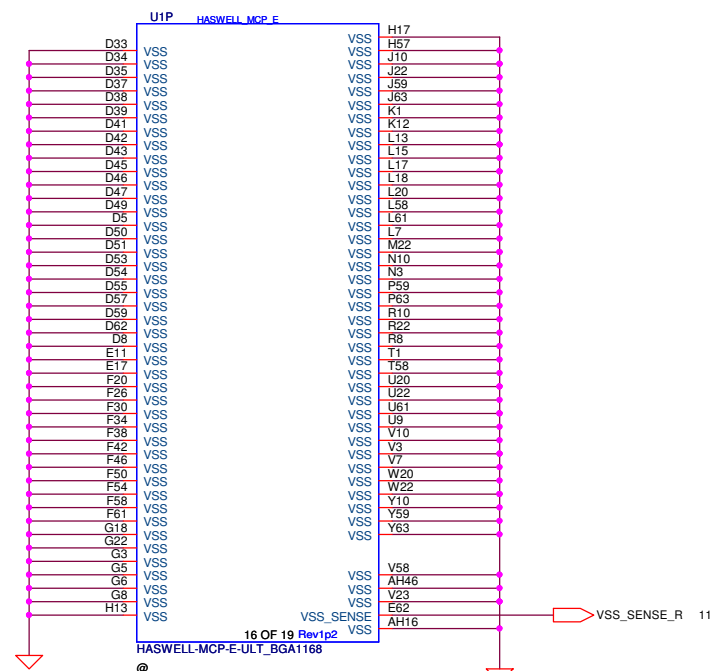 U1P HASWELL_MCP_E
D33 VSS
D34 VSS
D35 VSS
D37 VSS
D38 VSS
D39 VSS
D41 VSS
D42 VSS
D43 VSS
D45 VSS
D46 VSS
D47 VSS
D49 VSS
D5 VSS
D50 VSS
D51 VSS
D53 VSS
D54 VSS
D55 VSS
D57 VSS
D59 VSS
D62 VSS
D8 VSS
E11 VSS
E17 VSS
F20 VSS
F26 VSS
F30 VSS
F34 VSS
F38 VSS
F42 VSS
F46 VSS
F50 VSS
F54 VSS
F58 VSS
F61 VSS
G18 VSS
G22 VSS
G3 VSS
G5 VSS
G6 VSS
G8 VSS
H13 VSS
VSS H17
VSS H57
VSS J10
VSS J22
VSS J59
VSS J63
VSS K1
VSS K12
VSS L13
VSS L15
VSS L17
VSS L18
VSS L20
VSS L58
VSS L61
VSS L7
VSS M22
VSS N10
VSS N3
VSS P59
VSS P63
VSS R10
VSS R22
VSS R8
VSS T1
VSS T58
VSS U20
VSS U22
VSS U61
VSS U9
VSS V10
VSS V3
VSS V7
VSS W20
VSS W22
VSS Y10
VSS Y59
VSS Y63
VSS V58
VSS AH46
VSS V23
VSS_SENSE E62 VSS_SENSE_R 11
VSS AH16
16 OF 19 Rev1p2
HASWELL-MCP-E-ULT_BGA1168
@